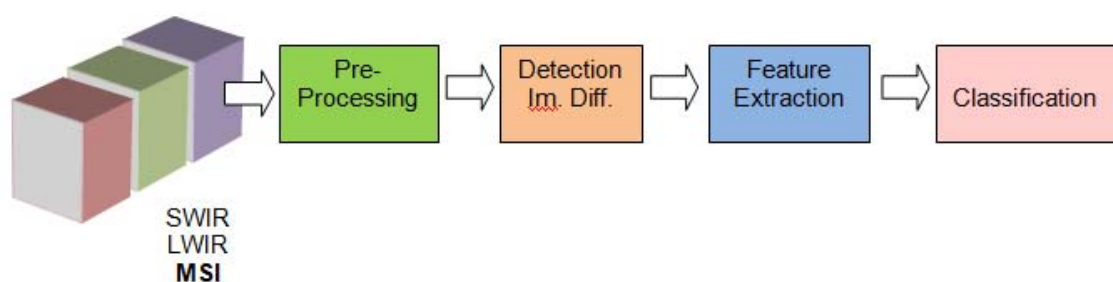 Pre-
Processing
Detection
Im. Diff.
Feature
Extraction
Classification
SWIR
LWIR
MSI